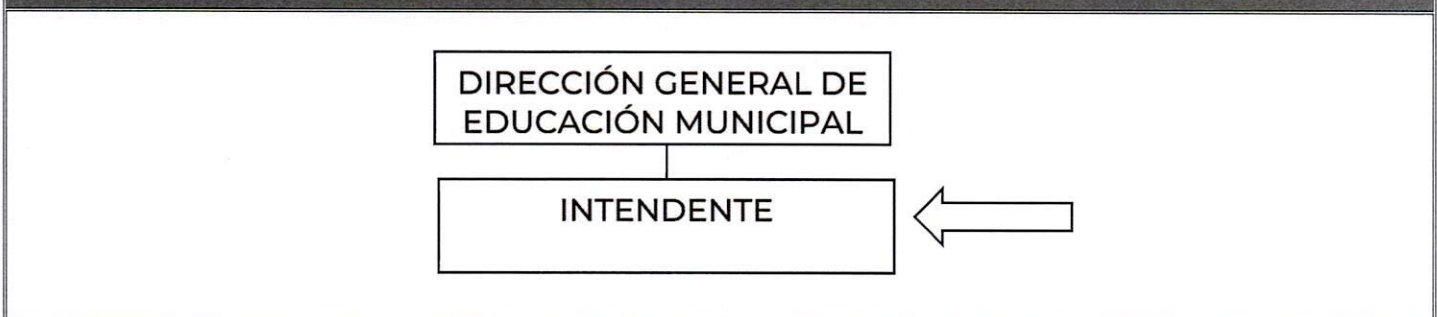 DIRECCIÓN GENERAL DE
EDUCACIÓN MUNICIPAL
INTENDENTE